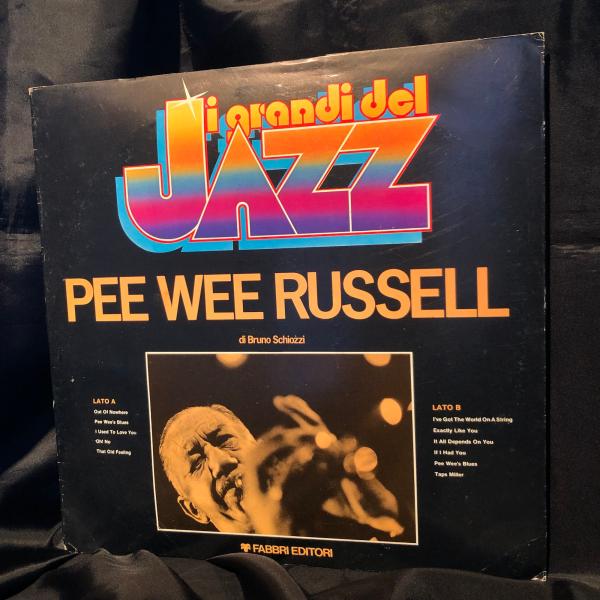 i grandi del
JAZZ
PEE WEE RUSSELL
di Bruno Schiozzi
LATO A
Out Of Nowhere
Pee Wee's Blues
I Used To Love You
Oh! No
That Old Feeling
LATO B
I've Got The World On A String
Exactly Like You
It All Depends On You
If I Had You
Pee Wee's Blues
Taps Miller
FABBRI EDITORI